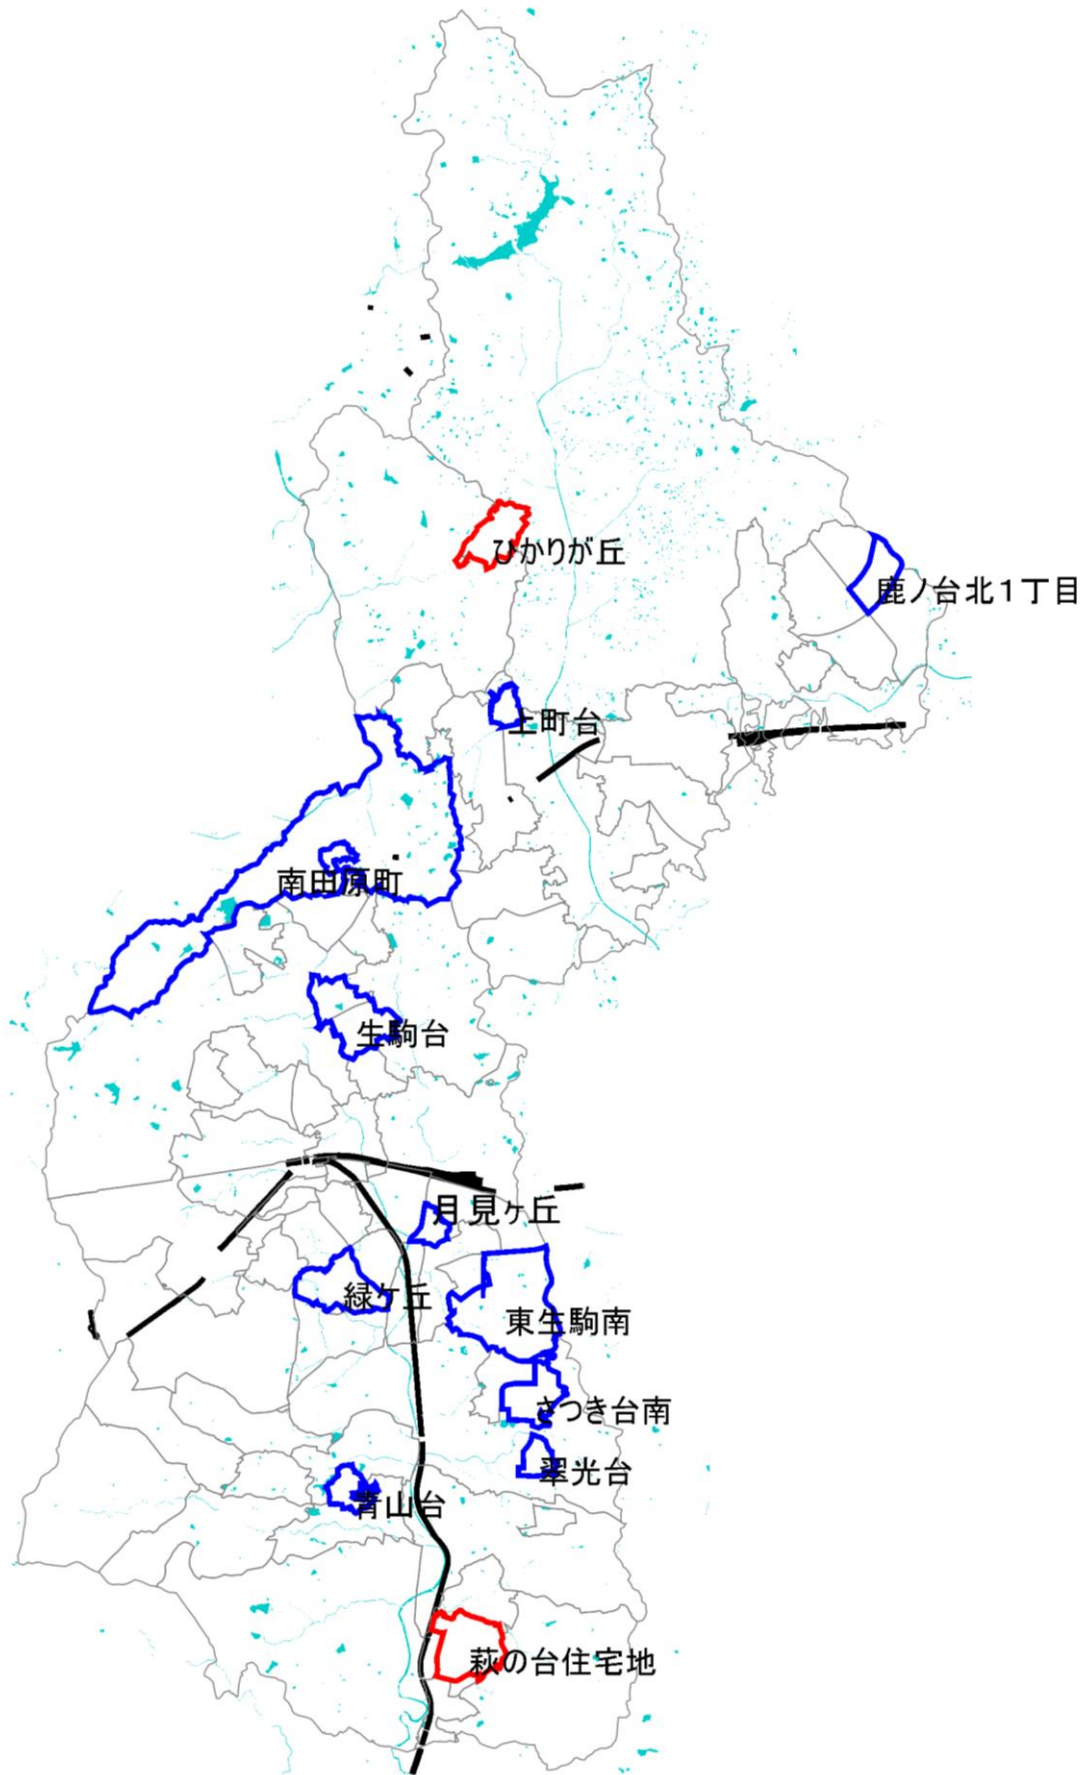 ひかりが丘
鹿ノ台北１丁目
上町台
南田原町
生駒台
月見ヶ丘
緑ケ丘
東生駒南
さつき台南
翠光台
青山台
萩の台住宅地